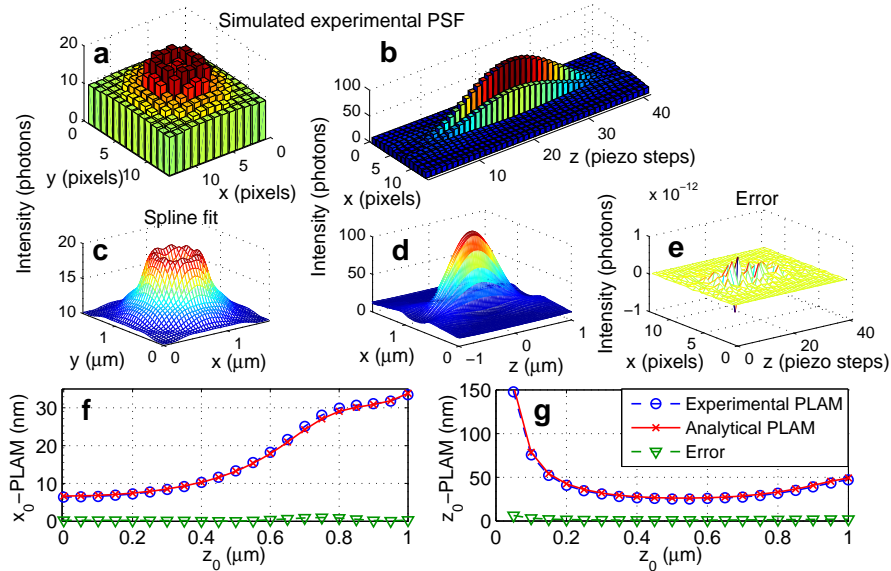 Simulated experimental PSF
a
20
10
0
0
5
10
y (pixels)
10
5
0
x (pixels)
b
100
50
0
0
5
10
x (pixels)
10
20
30
40
z (piezo steps)
Intensity (photons)
Spline fit
c
20
15
10
1
0
y (μm)
0
1
x (μm)
d
100
50
0
1
0
x (μm)
−1
0
1
z (μm)
Error
e
x 10^-12
Intensity (photons)
1
0
−1
10
5
0
x (pixels)
0
20
40
z (piezo steps)
f
x0−PLAM (nm)
30
20
10
0
0 0.2 0.4 0.6 0.8 1
z0 (μm)
g
z0−PLAM (nm)
150
100
50
0
0 0.2 0.4 0.6 0.8 1
z0 (μm)
Experimental PLAM
Analytical PLAM
Error